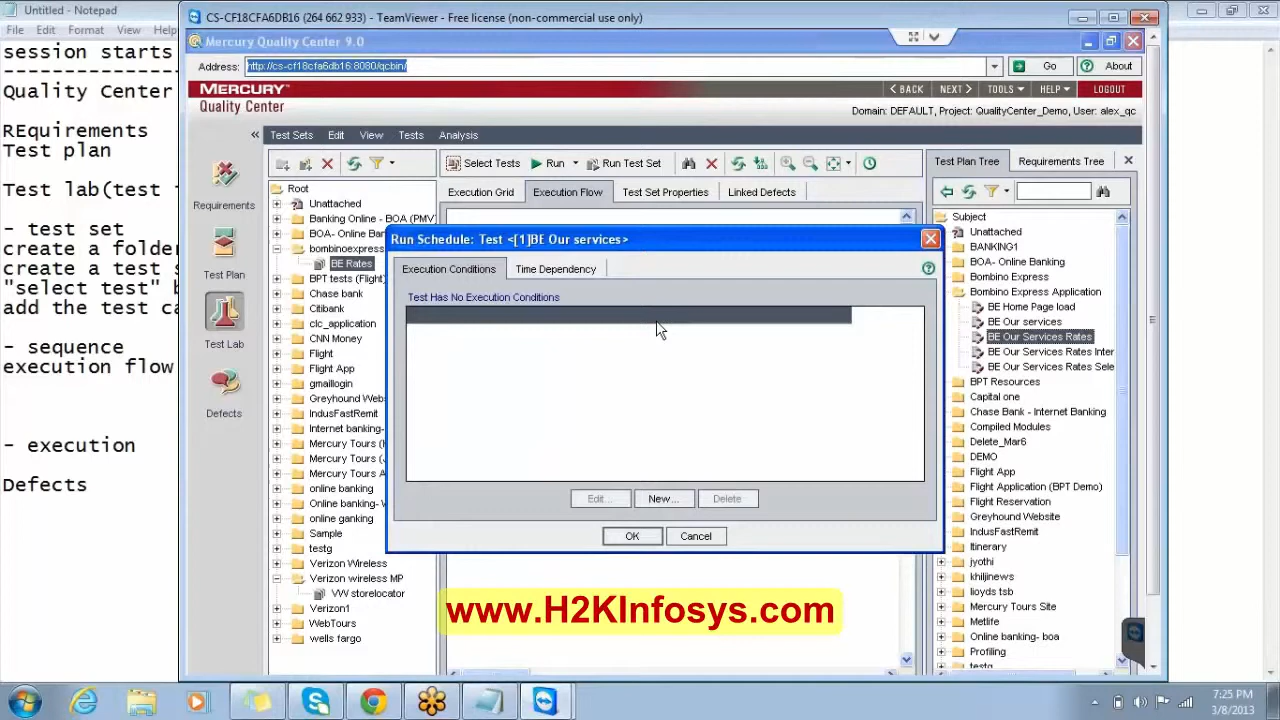 Untitled - Notepad
File Edit Format View
session starts
Quality Center
REquirements
Test plan
Test lab(test
- test set
create a folder
create a test
"select test"
add the test
- sequence
execution flow
- execution
Defects
CS-CF18CFA6DB16 (264 662 933) - TeamViewer - Free license (non-commercial use only)
Mercury Quality Center 9.0
Address: http://cs-cf18cfa6db16:8080/qcbin/
Go
About
MERCURY
Quality Center
BACK NEXT TOOLS HELP LOGOUT
Domain: DEFAULT, Project: QualityCenter_Demo, User: alex_qc
Requirements
Test Plan
Test Lab
Defects
Test Sets Edit View Tests Analysis
Select Tests Run Run Test Set
Execution Grid Execution Flow Test Set Properties Linked Defects
Root
Unattached
Banking Online - BOA (PMV
BOA- Online Ban
bombinoexpress
BE Rates
BPT tests (Flight)
Chase bank
Citibank
clc_application
CNN Money
Flight
Flight App
gmaillogin
Greyhound Webs
IndusFastRemit
Internet banking-
Mercury Tours (
Mercury Tours (
Mercury Tours A
online banking
Online banking- w
online ganking
Sample
testg
Verizon Wireless
Verizon wireless MP
VW storelocator
Verizon1
WebTours
wells fargo
Run Schedule: Test <[1]BE Our services>
Execution Conditions Time Dependency
Test Has No Execution Conditions
Edit... New... Delete
OK Cancel
Test Plan Tree Requirements Tree
Subject
Unattached
BANKING1
BOA - Online Banking
Bombino Express
Bombino Express Application
BE Home Page load
BE Our services
BE Our Services Rates
BE Our Services Rates Inter
BE Our Services Rates Sele
BPT Resources
Capital one
Chase Bank - Internet Banking
Compiled Modules
Delete_Mar6
DEMO
Flight App
Flight Application (BPT Demo)
Flight Reservation
Greyhound Website
IndusFastRemit
Itinerary
jyothi
khiljinews
lloyds tsb
Mercury Tours Site
Metlife
Online banking- boa
Profiling
testg
www.H2KInfosys.com
7:25 PM
3/8/2013